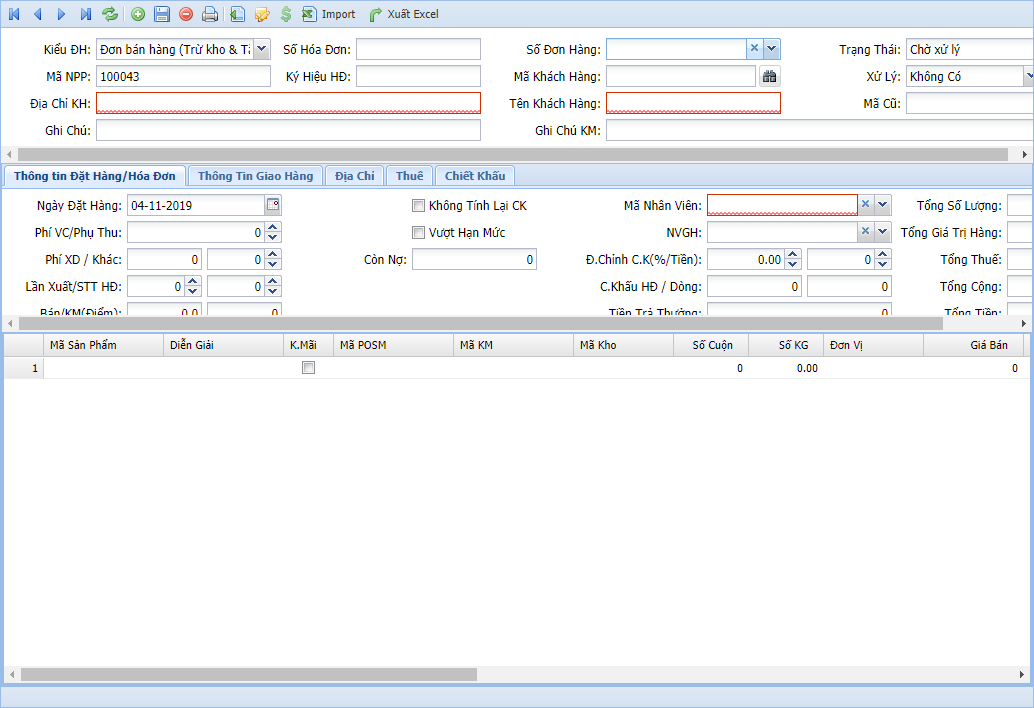 Import Xuất Excel
Kiểu ĐH: Đơn bán hàng (Trừ kho & Tă Số Hóa Đơn: Số Đơn Hàng: Trạng Thái: Chờ xử lý
Mã NPP: 100043 Ký Hiệu HĐ: Mã Khách Hàng: Xử Lý: Không Có
Địa Chỉ KH: Tên Khách Hàng: Mã Cũ:
Ghi Chú: Ghi Chú KM:
Thông tin Đặt Hàng/Hóa Đơn Thông Tin Giao Hàng Địa Chỉ Thuế Chiết Khấu
Ngày Đặt Hàng: 04-11-2019 Không Tính Lại CK Mã Nhân Viên: Tổng Số Lượng:
Phí VC/Phụ Thu: 0 Vượt Hạn Mức NVGH: Tổng Giá Trị Hàng:
Phí XD / Khác: 0 0 Còn Nợ: 0 Đ.Chỉnh C.K(%/Tiền): 0.00 0 Tổng Thuế:
Lần Xuất/STT HĐ: 0 0 C.Khấu HĐ / Dòng: 0 0 Tổng Cộng:
Bán/KM(Điểm): 0.0 0 Tiền Trả Thưởng: 0 Tổng Tiền:
Mã Sản Phẩm Diễn Giải K.Mãi Mã POSM Mã KM Mã Kho Số Cuộn Số KG Đơn Vị Giá Bán
1 0 0.00 0